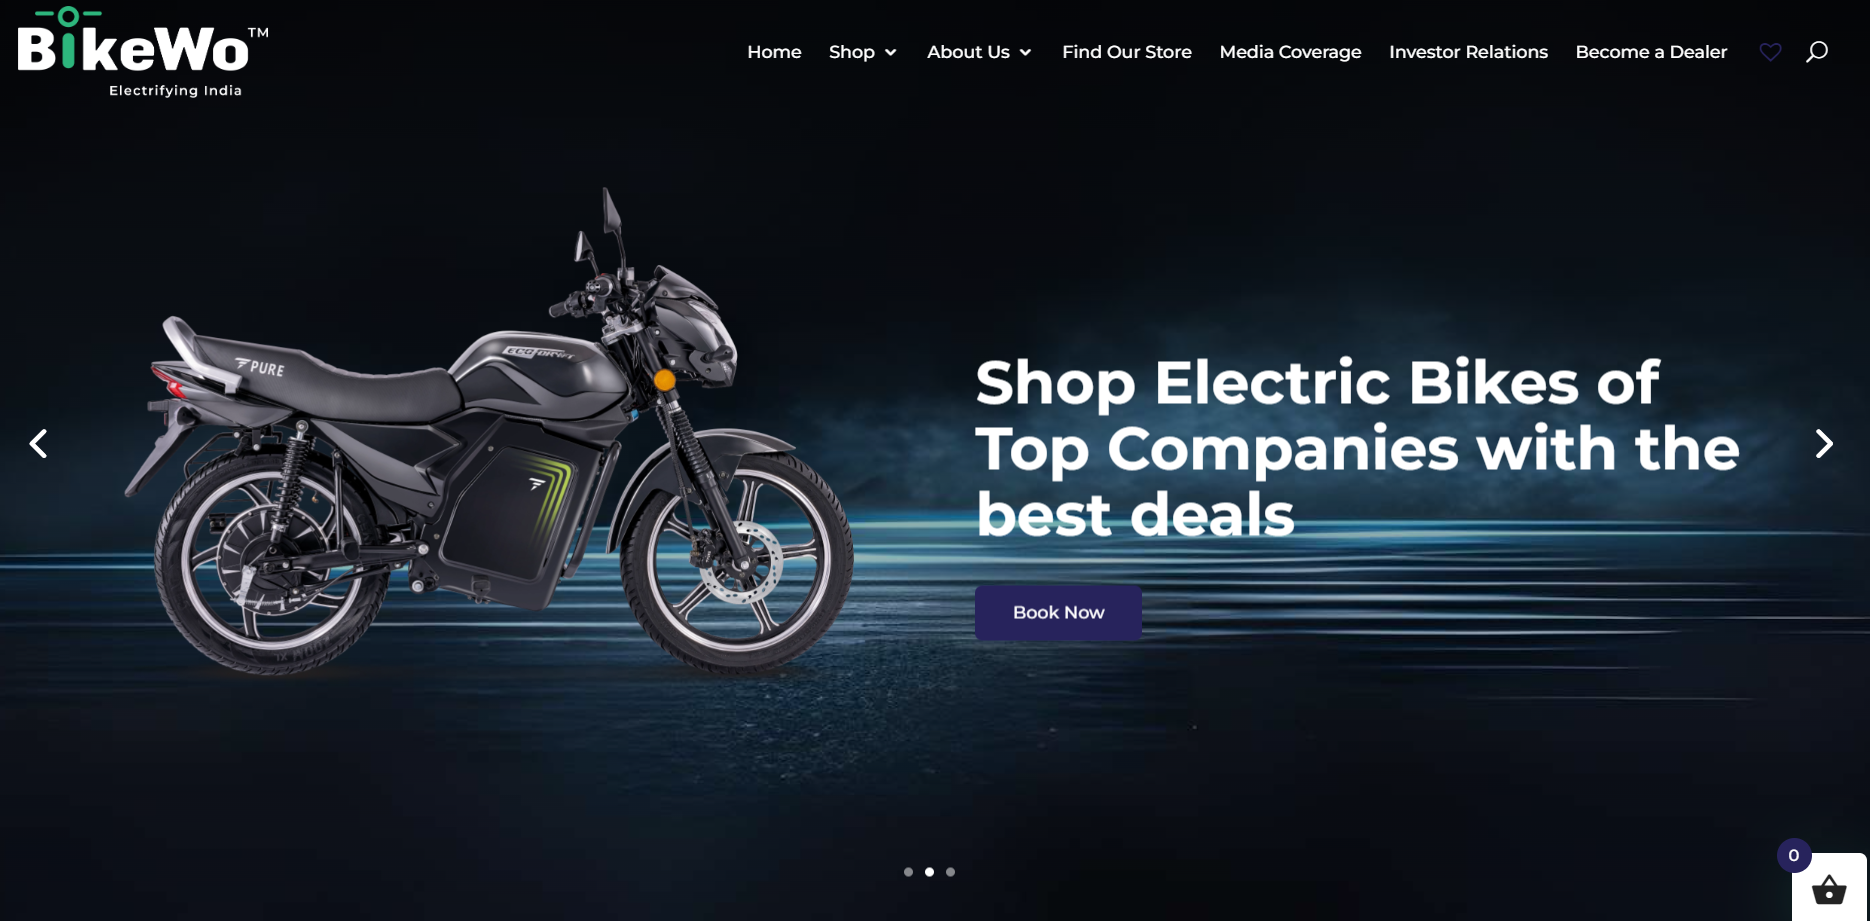 BikeWo™
Electrifying India
Home Shop About Us Find Our Store Media Coverage Investor Relations Become a Dealer
PURE
ECODRYFT
Shop Electric Bikes of
Top Companies with the
best deals
Book Now
0